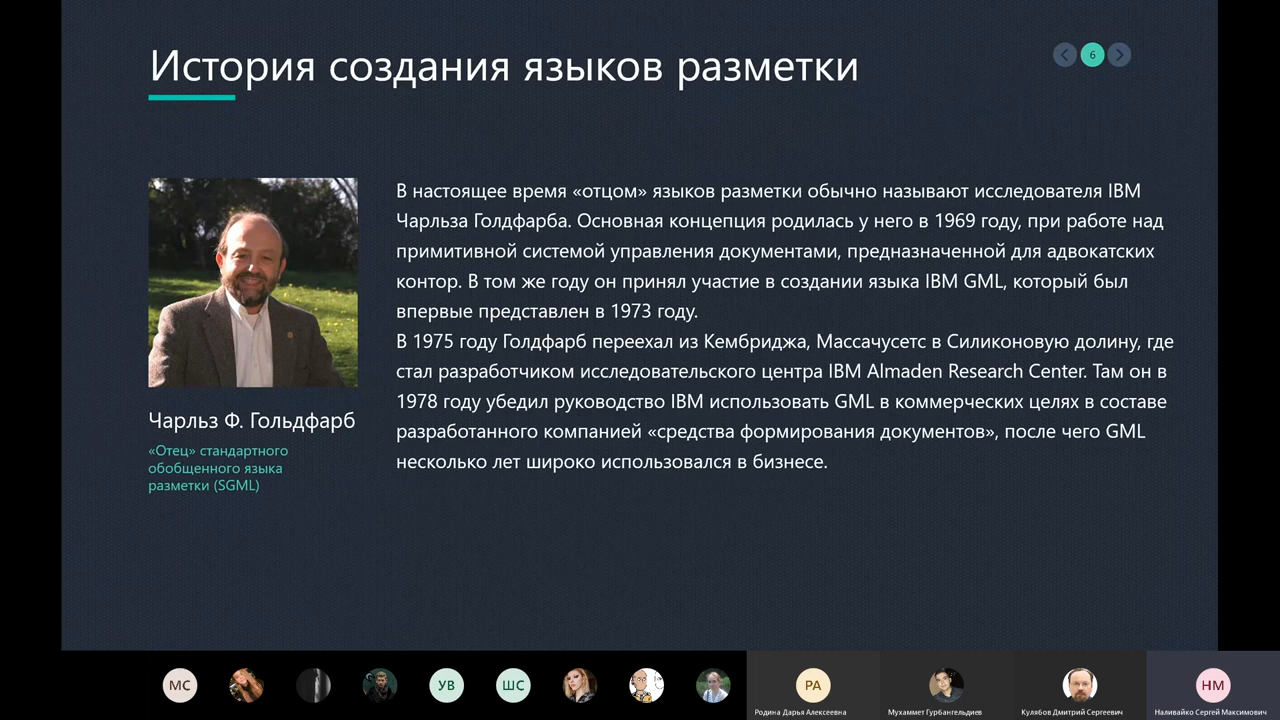 История создания языков разметки
6
В настоящее время «отцом» языков разметки обычно называют исследователя IBM
Чарльза Голдфарба. Основная концепция родилась у него в 1969 году, при работе над
примитивной системой управления документами, предназначенной для адвокатских
контор. В том же году он принял участие в создании языка IBM GML, который был
впервые представлен в 1973 году.
В 1975 году Голдфарб переехал из Кембриджа, Массачусетс в Силиконовую долину, где
стал разработчиком исследовательского центра IBM Almaden Research Center. Там он в
1978 году убедил руководство IBM использовать GML в коммерческих целях в составе
разработанного компанией «средства формирования документов», после чего GML
несколько лет широко использовался в бизнесе.
Чарльз Ф. Гольдфарб
«Отец» стандартного
обобщенного языка
разметки (SGML)
МС
УВ
ШС
РА
НМ
Родина Дарья Алексеевна
Мухаммет Гурбангельдиев
Кулябов Дмитрий Сергеевич
Наливайко Сергей Максимович